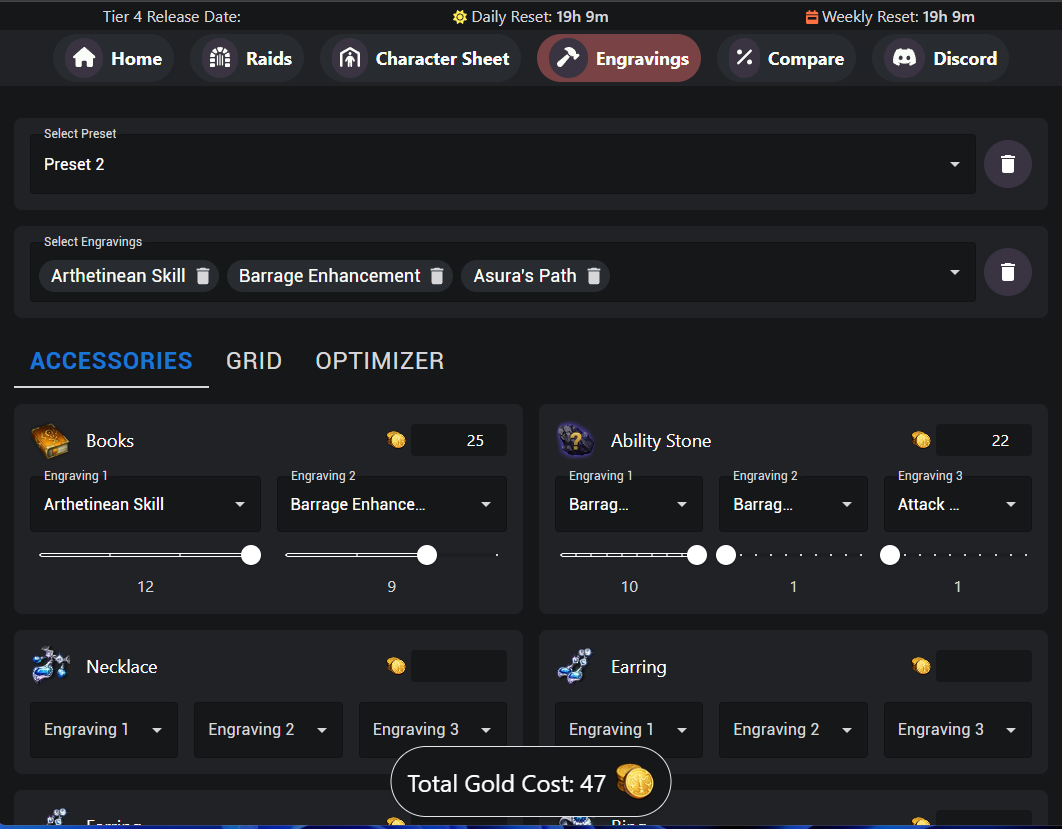 Tier 4 Release Date:
Daily Reset: 19h 9m
Weekly Reset: 19h 9m
Home
Raids
Character Sheet
Engravings
Compare
Discord
Select Preset
Preset 2
Select Engravings
Arthetinean Skill
Barrage Enhancement
Asura's Path
ACCESSORIES
GRID
OPTIMIZER
Books
25
Engraving 1
Arthetinean Skill
12
Engraving 2
Barrage Enhance...
9
Ability Stone
22
Engraving 1
Barrag...
10
Engraving 2
Barrag...
1
Engraving 3
Attack ...
1
Necklace
Engraving 1
Engraving 2
Engraving 3
Earring
Engraving 1
Engraving 2
Engraving 3
Total Gold Cost: 47
Earring
Ring